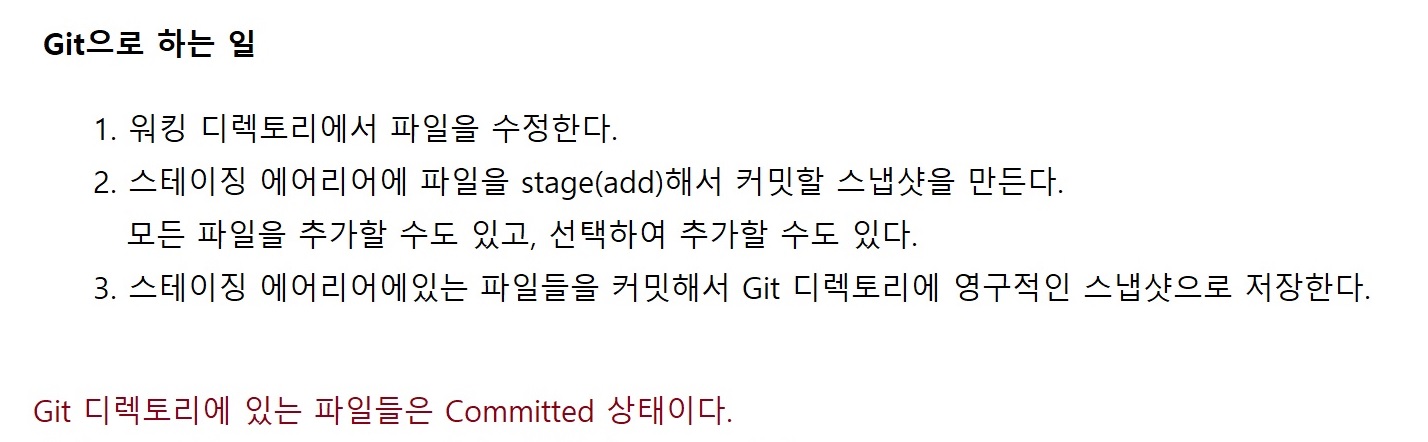 Git으로 하는 일
1. 워킹 디렉토리에서 파일을 수정한다.
2. 스테이징 에어리어에 파일을 stage(add)해서 커밋할 스냅샷을 만든다.
모든 파일을 추가할 수도 있고, 선택하여 추가할 수도 있다.
3. 스테이징 에어리어에있는 파일들을 커밋해서 Git 디렉토리에 영구적인 스냅샷으로 저장한다.
Git 디렉토리에 있는 파일들은 Committed 상태이다.